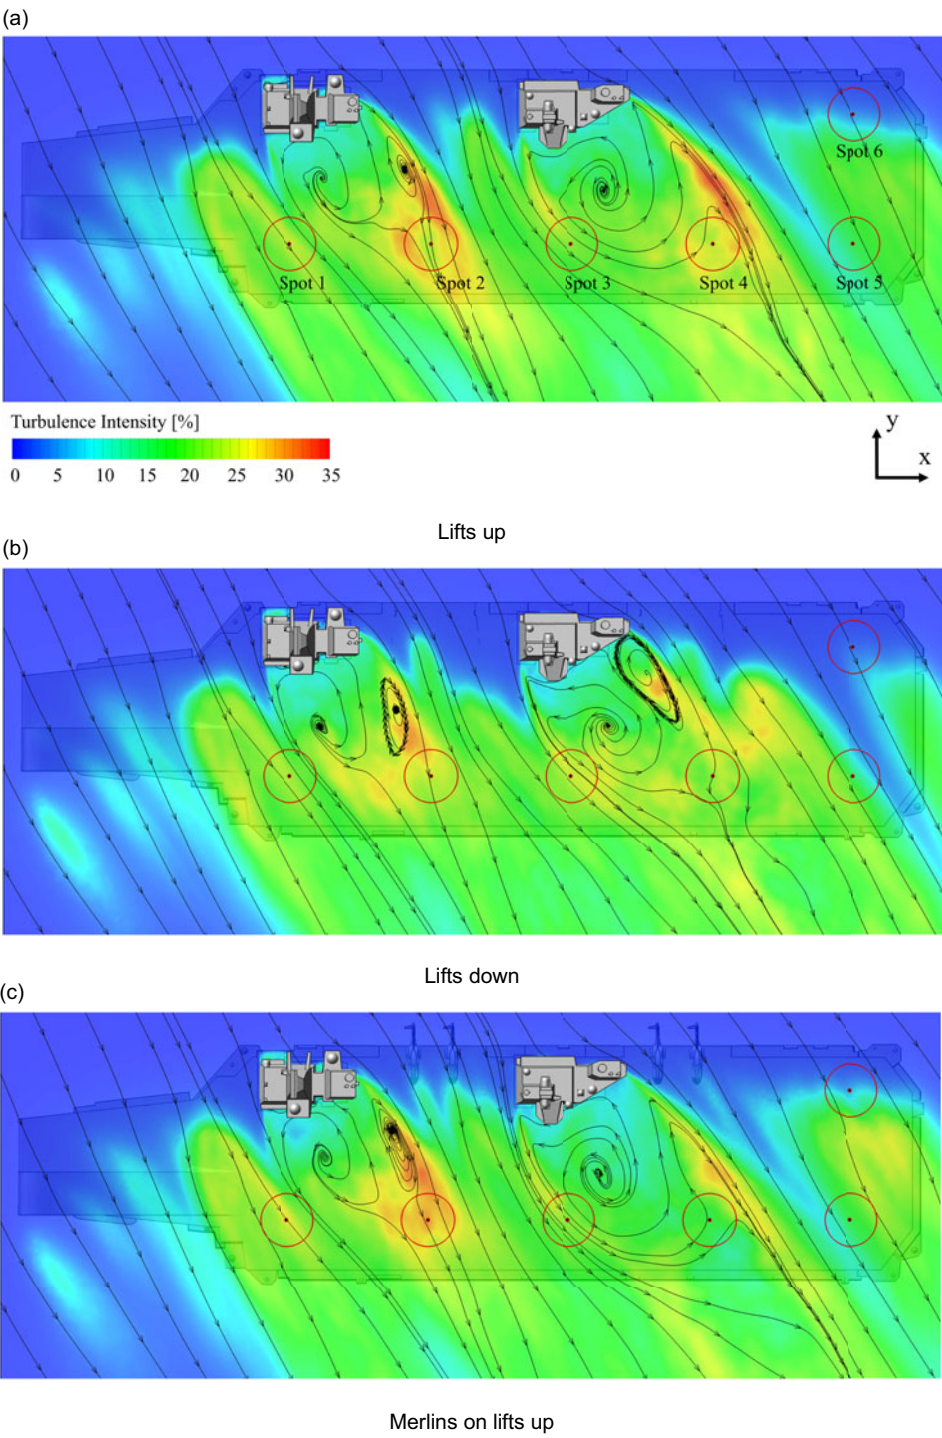 (a)
Spot 6
Spot 1
Spot 2
Spot 3
Spot 4
Spot 5
Turbulence Intensity [%]
0 5 10 15 20 25 30 35
y
x
Lifts up
(b)
Lifts down
(c)
Merlins on lifts up